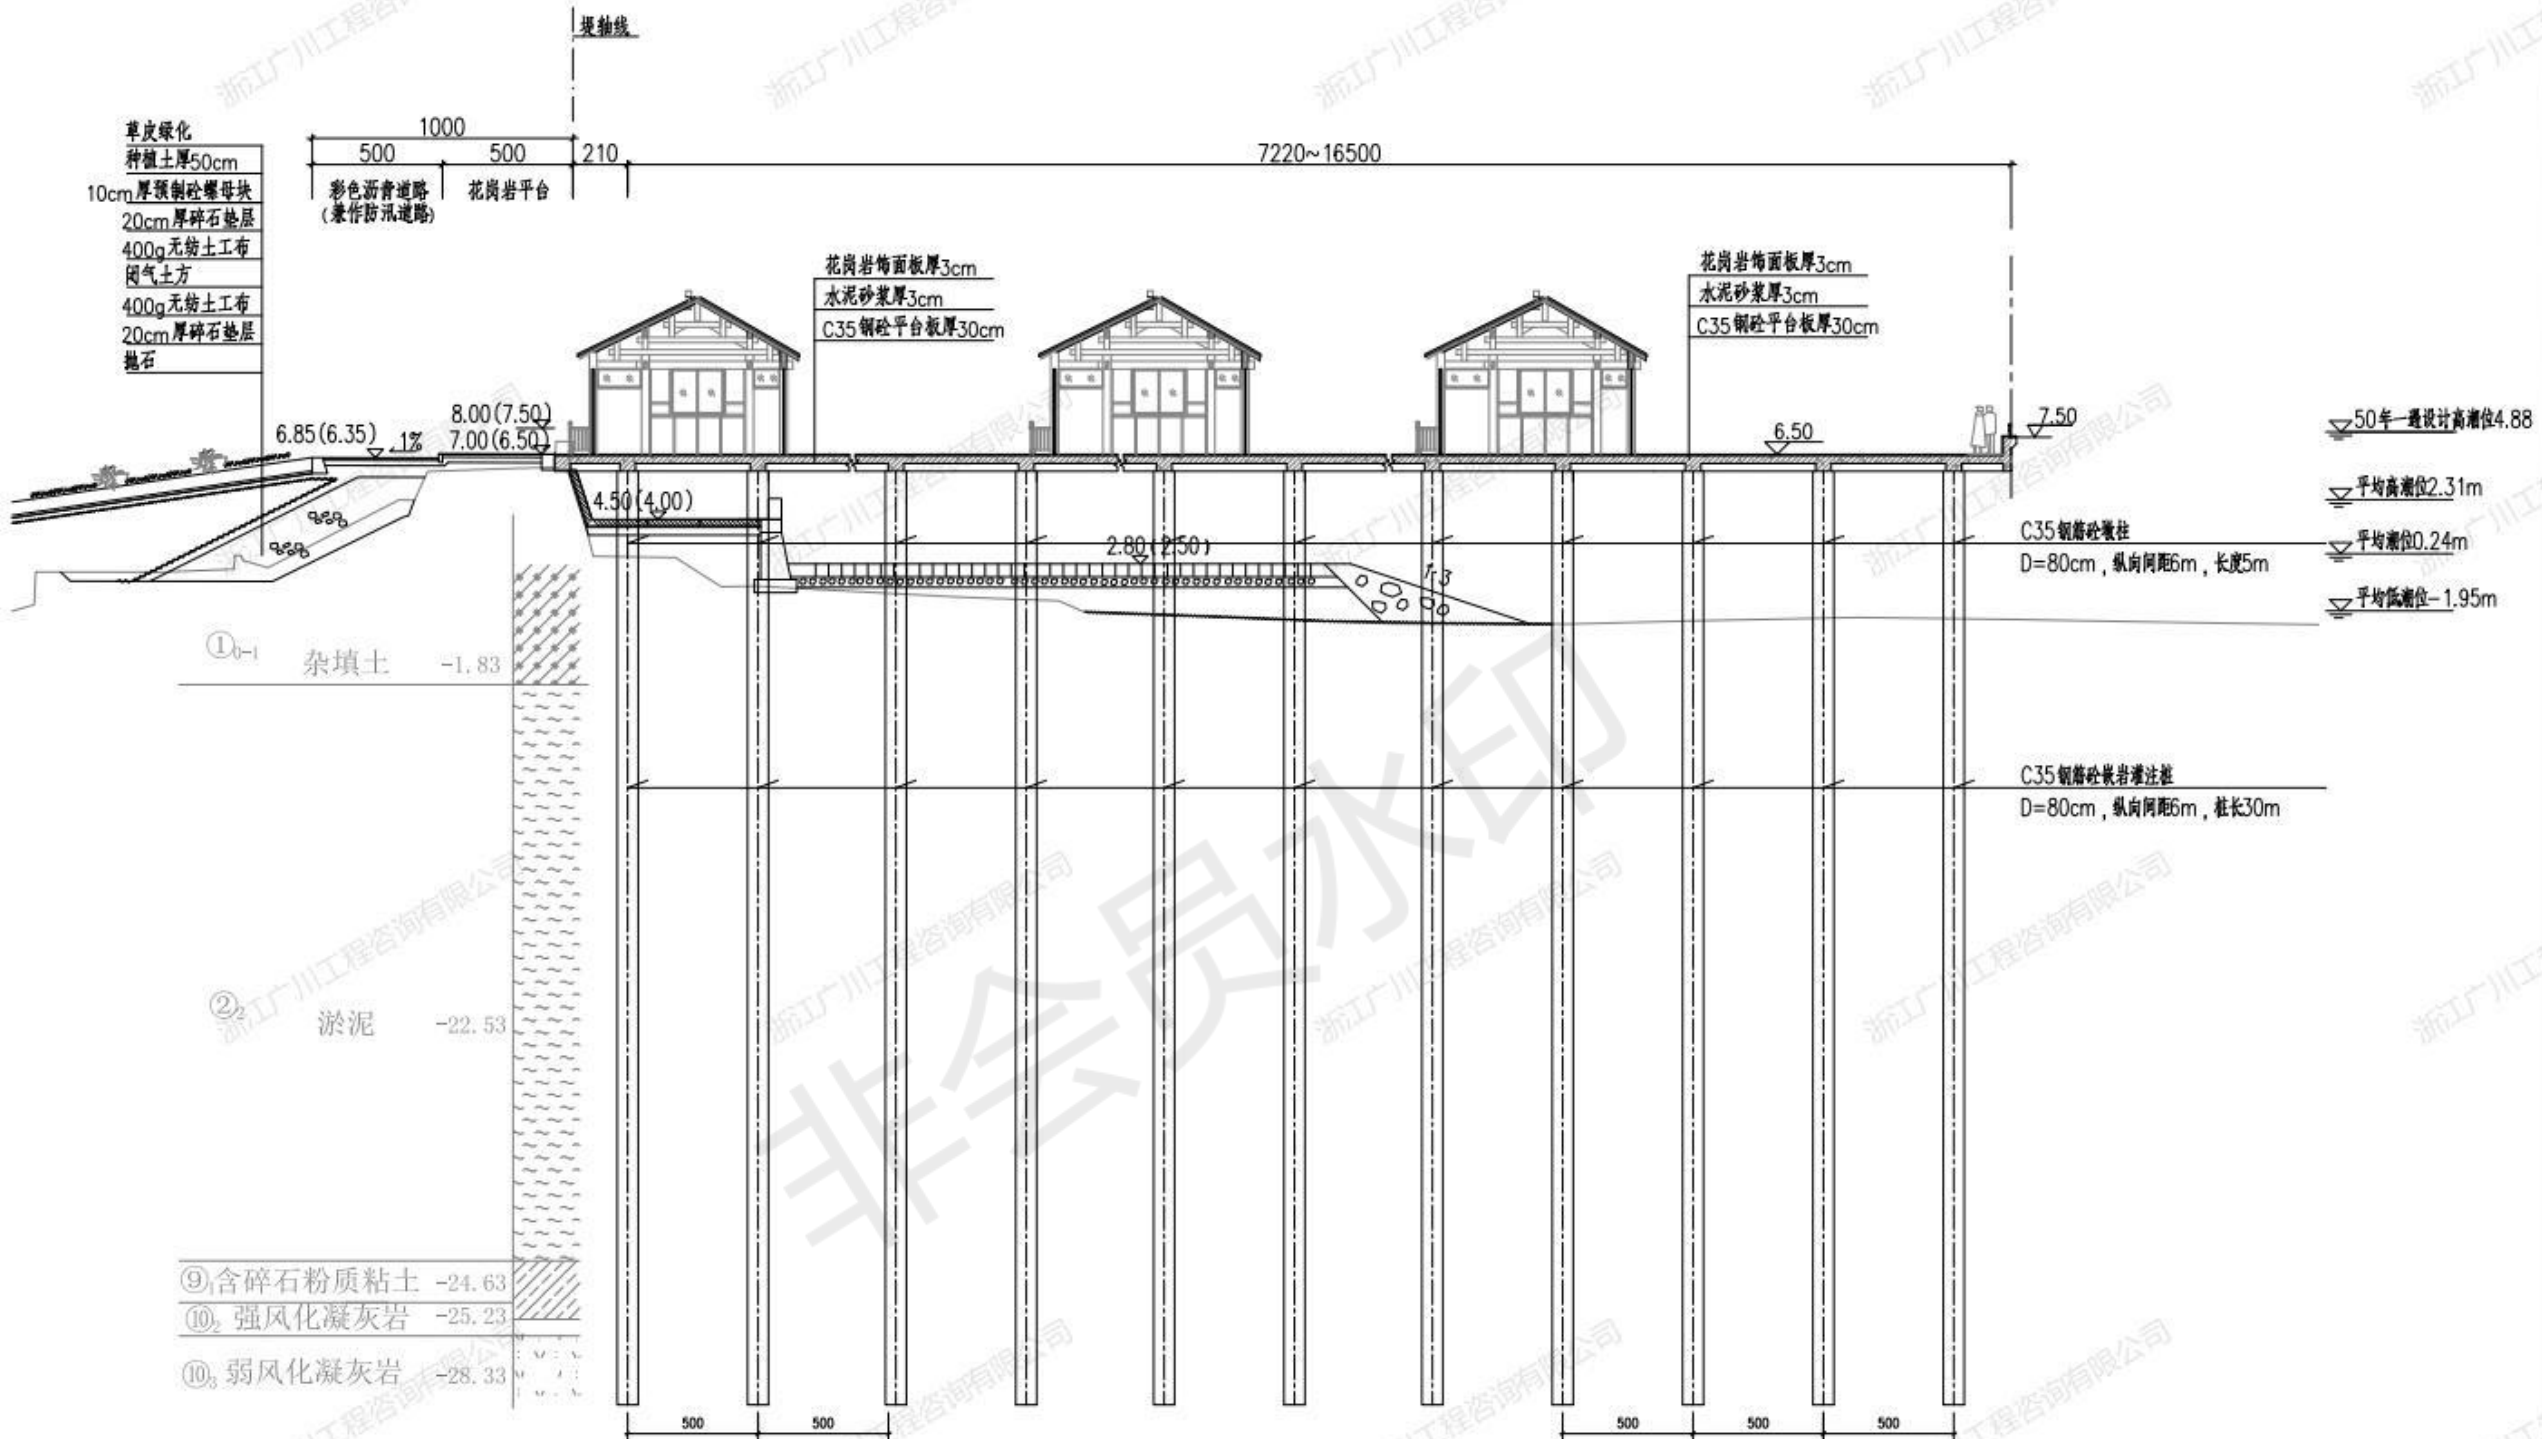 堤轴线
1000
500
500
210
7220~16500
彩色沥青道路
(兼作防汛道路)
花岗岩平台
草皮绿化
种植土厚50cm
10cm厚预制砼螺母块
20cm厚碎石垫层
400g无纺土工布
闭气土方
400g无纺土工布
20cm厚碎石垫层
抛石
花岗岩饰面板厚3cm
水泥砂浆厚3cm
C35钢砼平台板厚30cm
花岗岩饰面板厚3cm
水泥砂浆厚3cm
C35钢砼平台板厚30cm
6.85(6.35)
1%
8.00(7.50)
7.00(6.50)
6.50
7.50
50年一遇设计高潮位4.88
平均高潮位2.31m
平均潮位0.24m
平均低潮位-1.95m
4.50(4.00)
2.80(2.50)
1:3
C35钢筋砼墩柱
D=80cm，纵向间距6m，长度5m
C35钢筋砼嵌岩灌注桩
D=80cm，纵向间距6m，桩长30m
①0-1 杂填土 -1.83
②2 淤泥 -22.53
⑨1含碎石粉质粘土 -24.63
⑩2 强风化凝灰岩 -25.23
⑩3 弱风化凝灰岩 -28.33
500
500
500
500
500
非会员水印
浙江广川工程咨询有限公司